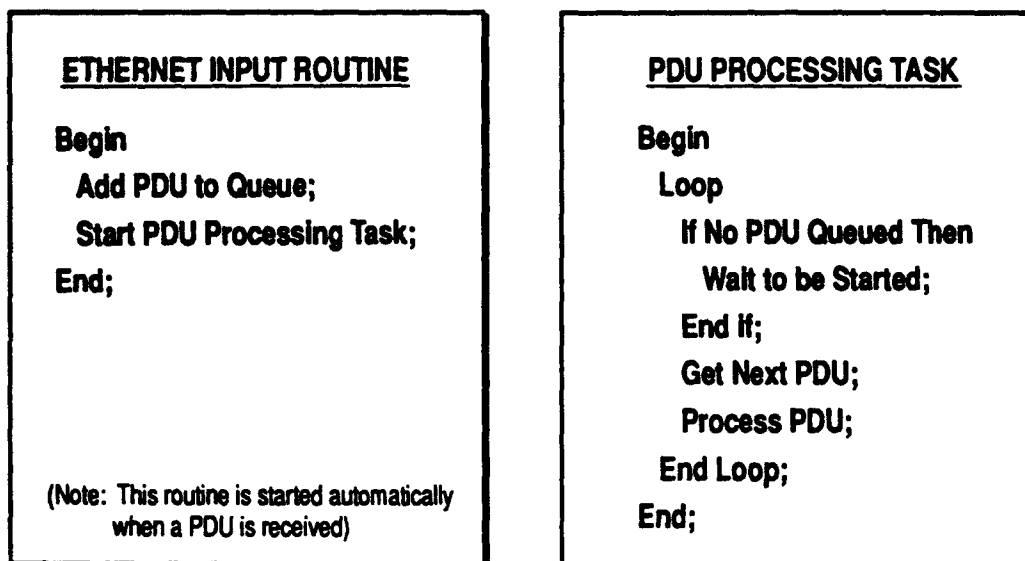 ETHERNET INPUT ROUTINE
Begin
Add PDU to Queue;
Start PDU Processing Task;
End;
(Note: This routine is started automatically
when a PDU is received)
PDU PROCESSING TASK
Begin
Loop
If No PDU Queued Then
Wait to be Started;
End if;
Get Next PDU;
Process PDU;
End Loop;
End;